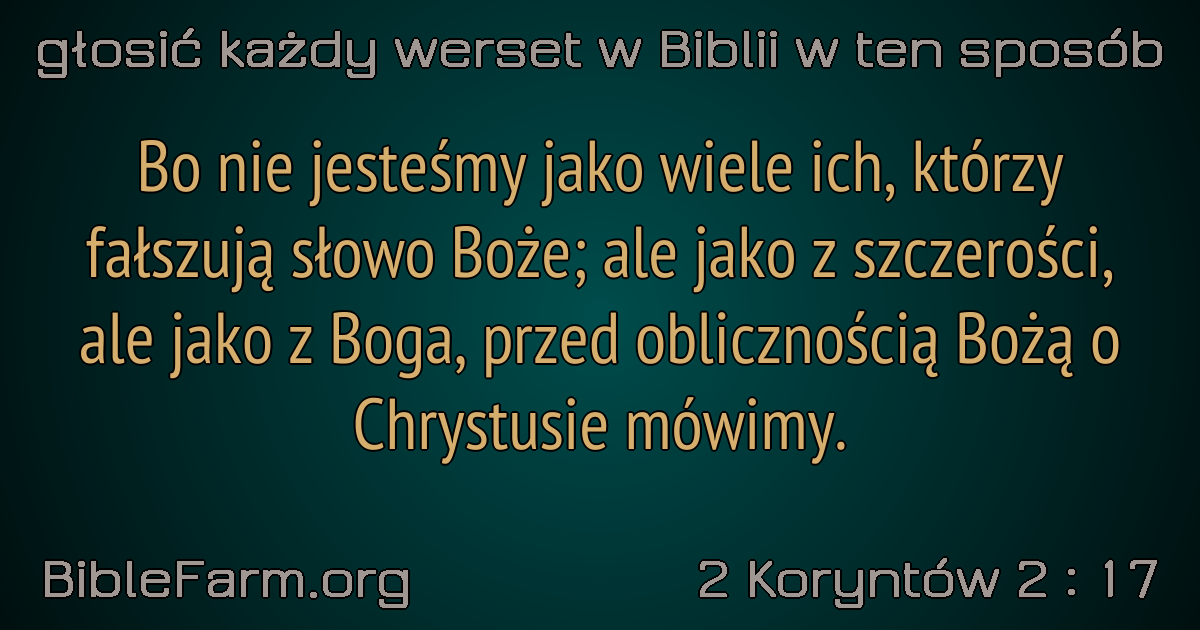 głosić każdy werset w Biblii w ten sposób
Bo nie jesteśmy jako wiele ich, którzy
fałszują słowo Boże; ale jako z szczerości,
ale jako z Boga, przed oblicznością Bożą o
Chrystusie mówimy.
BibleFarm.org
2 Koryntów 2 : 17